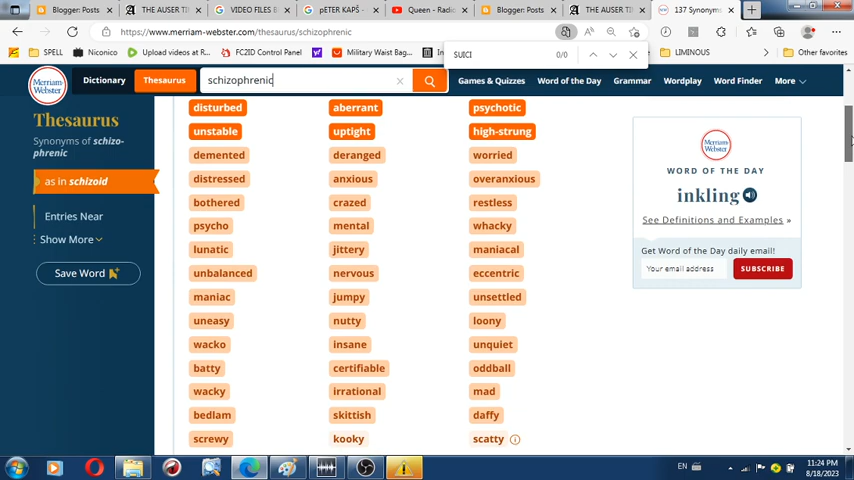 Blogger: Posts
THE AUSER TIN
VIDEO FILES B
pETER KAPŠ -
Queen - Radio
Blogger: Posts
THE AUSER TIN
137 Synonyms
https://www.merriam-webster.com/thesaurus/schizophrenic
SPELL
Niconico
Upload videos at R...
FC2ID Control Panel
Military Waist Bag...
LIMINOUS
Other favorites
SUICI
0/0
Merriam-Webster
Dictionary
Thesaurus
schizophrenic
Games & Quizzes
Word of the Day
Grammar
Wordplay
Word Finder
More
Thesaurus
Synonyms of schizo-
phrenic
as in schizoid
Entries Near
Show More
Save Word
disturbed aberrant psychotic
unstable uptight high-strung
demented deranged worried
distressed anxious overanxious
bothered crazed restless
psycho mental whacky
lunatic jittery maniacal
unbalanced nervous eccentric
maniac jumpy unsettled
uneasy nutty loony
wacko insane unquiet
batty certifiable oddball
wacky irrational mad
bedlam skittish daffy
screwy kooky scatty
Merriam-Webster
WORD OF THE DAY
inkling
See Definitions and Examples »
Get Word of the Day daily email!
Your email address
SUBSCRIBE
EN
11:24 PM
8/18/2023